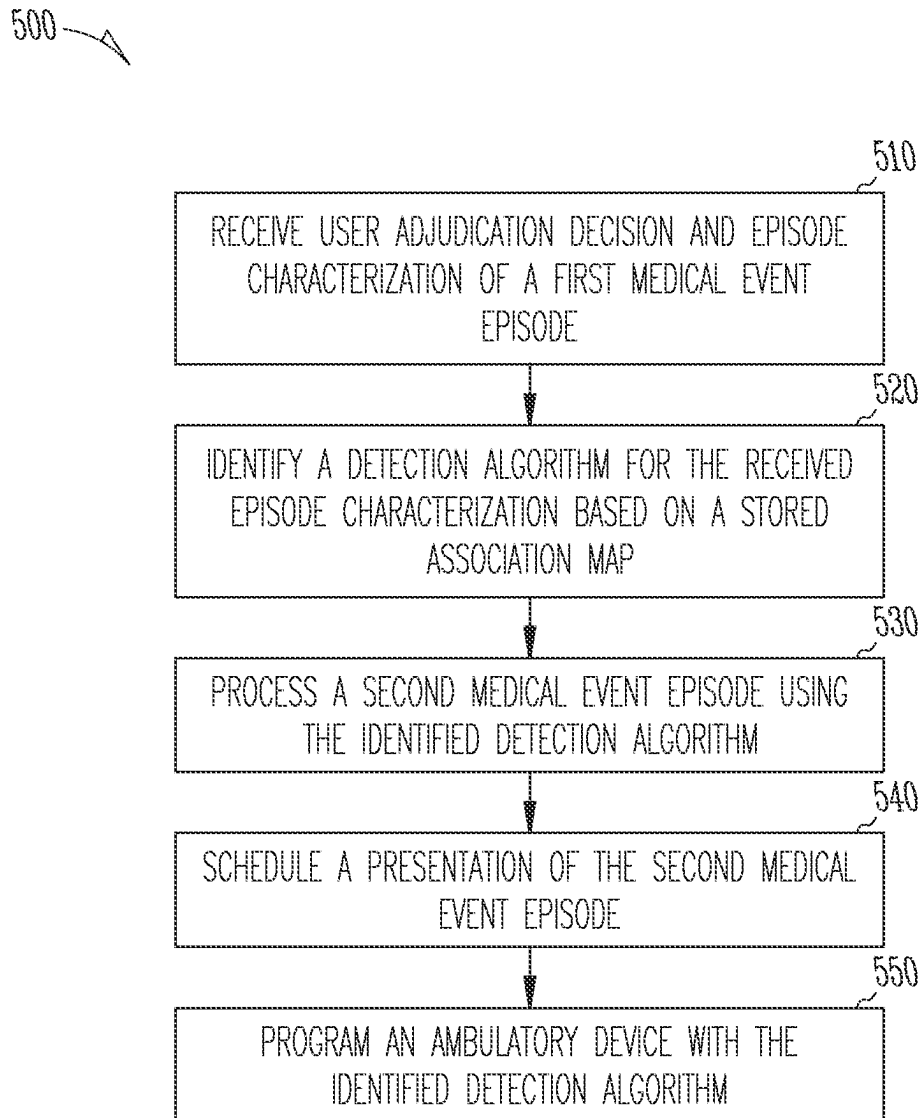 500
510
RECEIVE USER ADJUDICATION DECISION AND EPISODE
CHARACTERIZATION OF A FIRST MEDICAL EVENT
EPISODE
520
IDENTIFY A DETECTION ALGORITHM FOR THE RECEIVED
EPISODE CHARACTERIZATION BASED ON A STORED
ASSOCIATION MAP
530
PROCESS A SECOND MEDICAL EVENT EPISODE USING
THE IDENTIFIED DETECTION ALGORITHM
540
SCHEDULE A PRESENTATION OF THE SECOND MEDICAL
EVENT EPISODE
550
PROGRAM AN AMBULATORY DEVICE WITH THE
IDENTIFIED DETECTION ALGORITHM